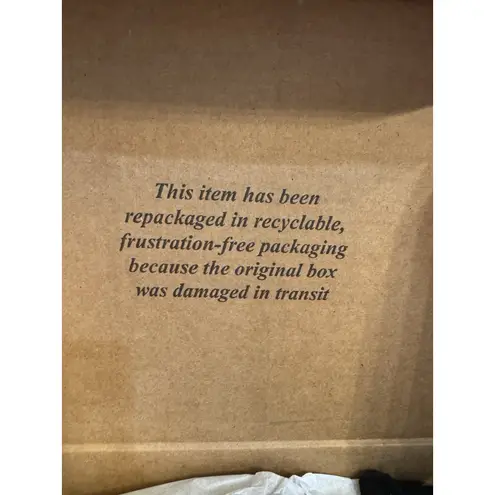 This item has been
repackaged in recyclable,
frustration-free packaging
because the original box
was damaged in transit